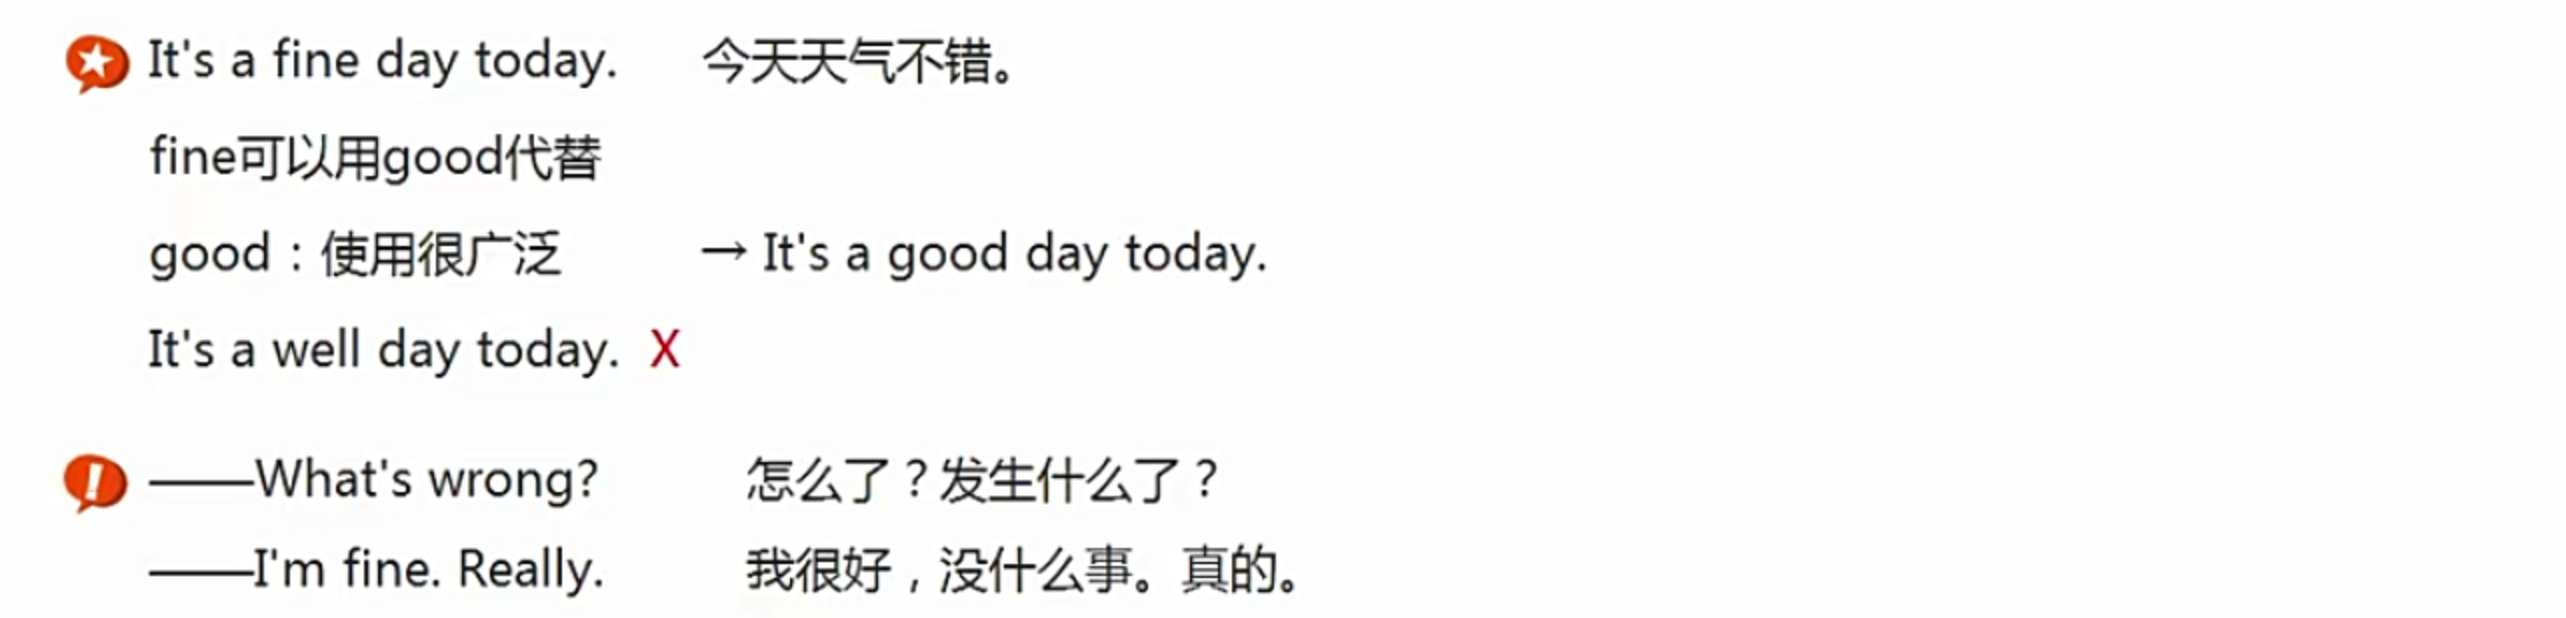 It's a fine day today. 今天天气不错。
fine可以用good代替
good：使用很广泛 → It's a good day today.
It's a well day today. X
——What's wrong? 怎么了？发生什么了？
——I'm fine. Really. 我很好，没什么事。真的。